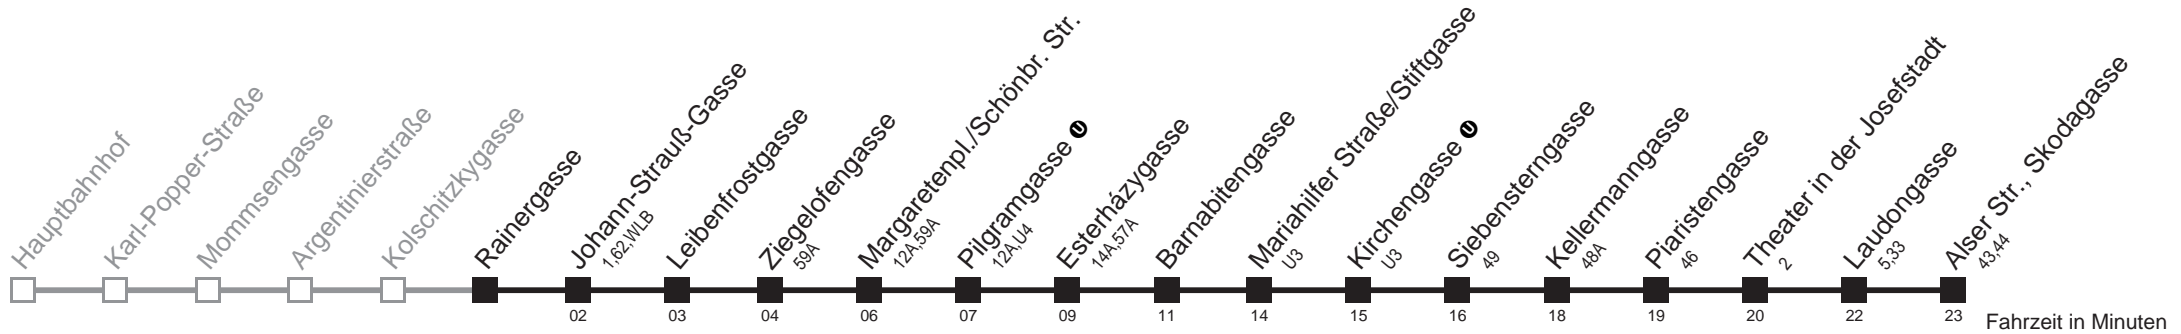 Hauptbahnhof
Karl-Popper-Straße
Mommsengasse
Argentinierstraße
Kolschitzkygasse
Rainergasse
Johann-Strauß-Gasse
1,62,WLB
Leibenfrostgasse
Ziegelofengasse
59A
Margaretenpl./Schönbr. Str.
12A,59A
Pilgramgasse U
12A,U4
Esterházygasse
14A,57A
Barnabitengasse
Mariahilfer Straße/Stiftgasse
U3
Kirchengasse U
U3
Siebensterngasse
49
Kellermanngasse
48A
Piaristengasse
46
Theater in der Josefstadt
2
Laudongasse
5,33
Alser Str., Skodagasse
43,44
02 03 04 06 07 09 11 14 15 16 18 19 20 22 23 Fahrzeit in Minuten